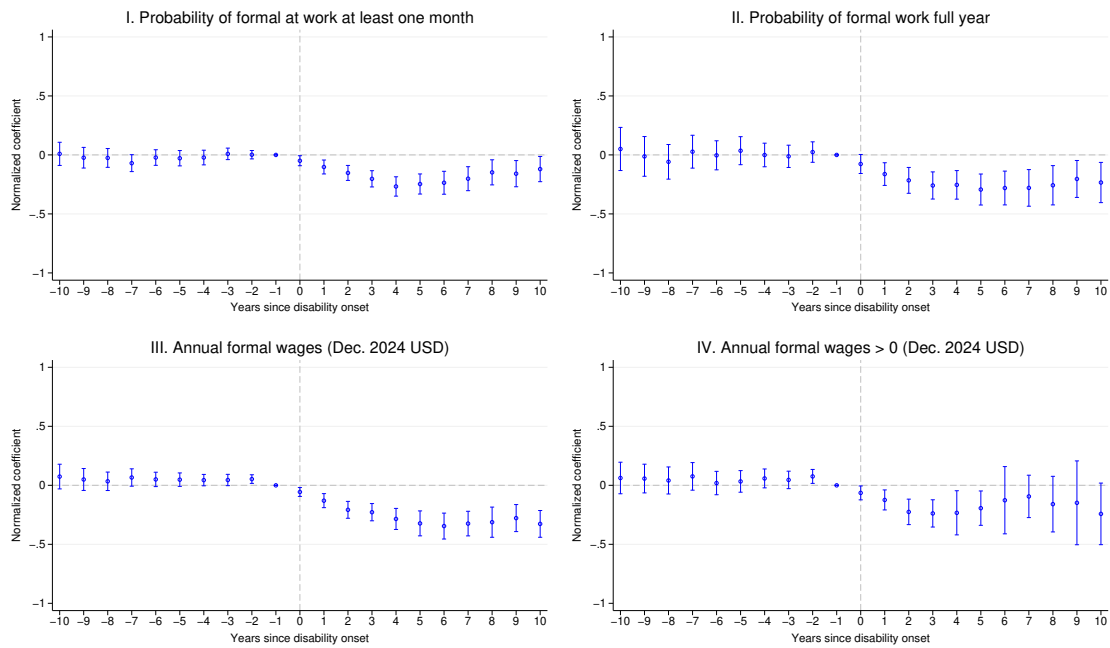 I. Probability of formal at work at least one month
1
.5
0
−.5
−1
Normalized coefficient
−10 −9 −8 −7 −6 −5 −4 −3 −2 −1 0 1 2 3 4 5 6 7 8 9 10
Years since disability onset
II. Probability of formal work full year
1
.5
0
−.5
−1
Normalized coefficient
−10 −9 −8 −7 −6 −5 −4 −3 −2 −1 0 1 2 3 4 5 6 7 8 9 10
Years since disability onset
III. Annual formal wages (Dec. 2024 USD)
1
.5
0
−.5
−1
Normalized coefficient
−10 −9 −8 −7 −6 −5 −4 −3 −2 −1 0 1 2 3 4 5 6 7 8 9 10
Years since disability onset
IV. Annual formal wages > 0 (Dec. 2024 USD)
1
.5
0
−.5
−1
Normalized coefficient
−10 −9 −8 −7 −6 −5 −4 −3 −2 −1 0 1 2 3 4 5 6 7 8 9 10
Years since disability onset